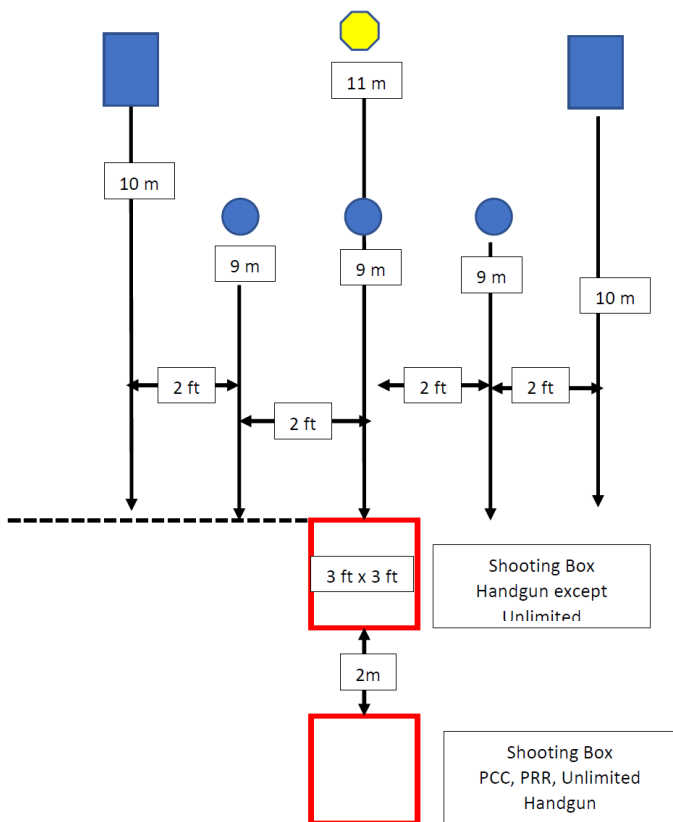 11 m
10 m
9 m
9 m
9 m
10 m
2 ft
2 ft
2 ft
2 ft
3 ft x 3 ft
Shooting Box
Handgun except
Unlimited
2m
Shooting Box
PCC, PRR, Unlimited
Handgun